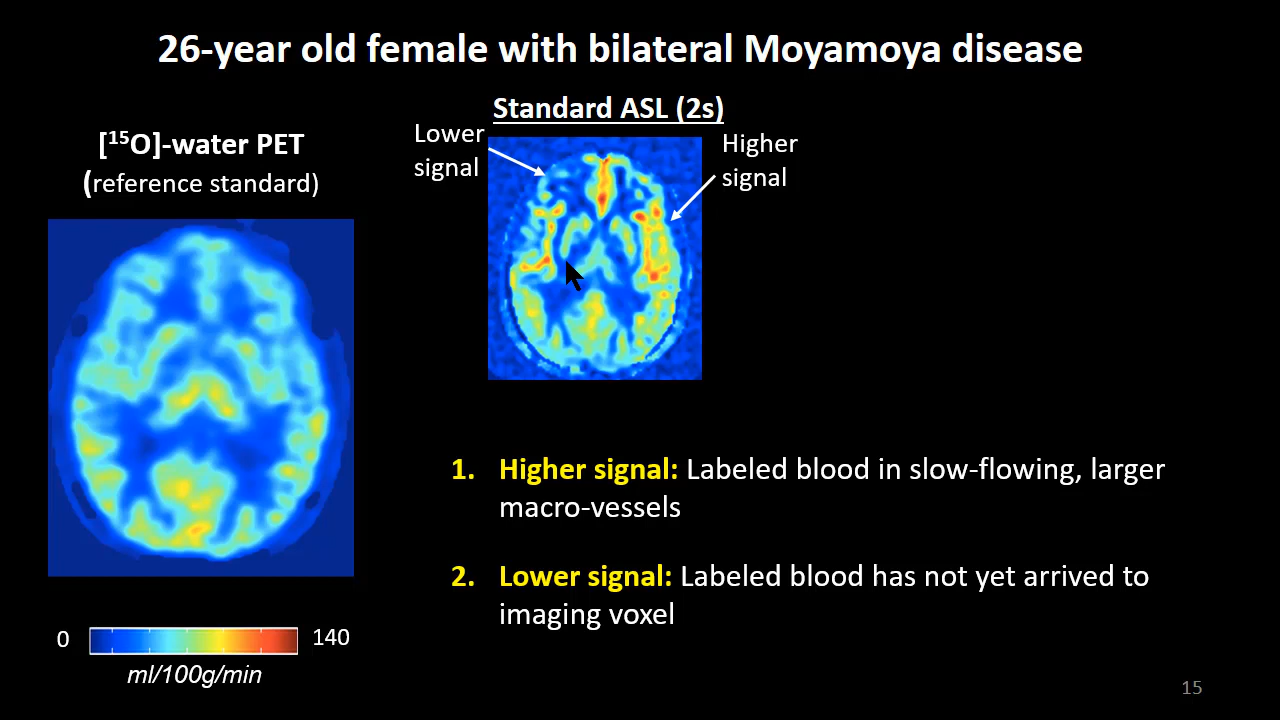 26-year old female with bilateral Moyamoya disease
[¹⁵O]-water PET
(reference standard)
Standard ASL (2s)
Lower
signal
Higher
signal
1. Higher signal: Labeled blood in slow-flowing, larger
macro-vessels
2. Lower signal: Labeled blood has not yet arrived to
imaging voxel
0
140
ml/100g/min
15